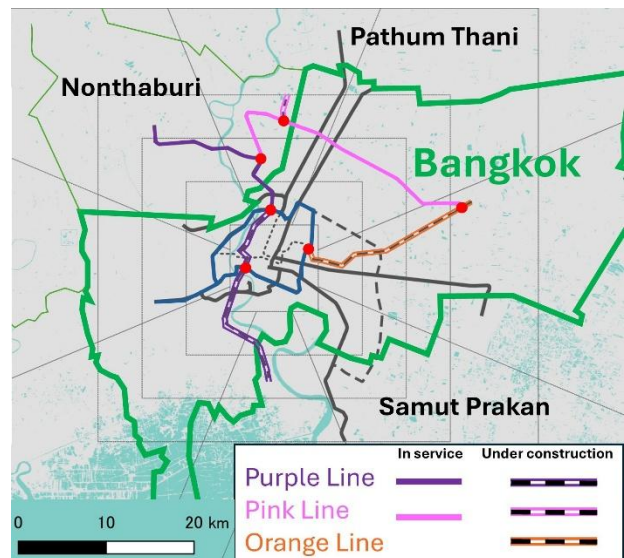 Pathum Thani
Nonthaburi
Bangkok
Samut Prakan
In service Under construction
Purple Line
Pink Line
Orange Line
0 10 20 km